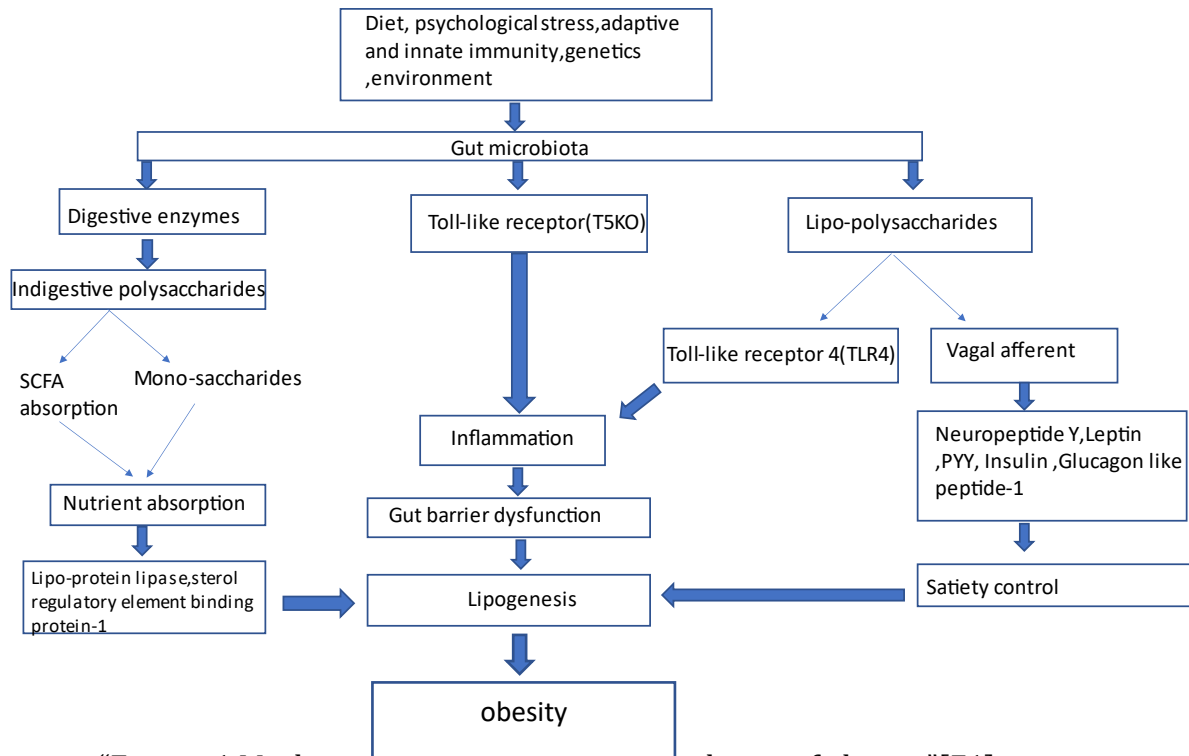 Diet, psychological stress,adaptive
and innate immunity,genetics
,environment
Gut microbiota
Digestive enzymes
Toll-like receptor(T5KO)
Lipo-polysaccharides
Indigestive polysaccharides
SCFA
absorption
Mono-saccharides
Toll-like receptor 4(TLR4)
Vagal afferent
Inflammation
Neuropeptide Y,Leptin
,PYY, Insulin ,Glucagon like
peptide-1
Nutrient absorption
Gut barrier dysfunction
Lipo-protein lipase,sterol
regulatory element binding
protein-1
Lipogenesis
Satiety control
obesity